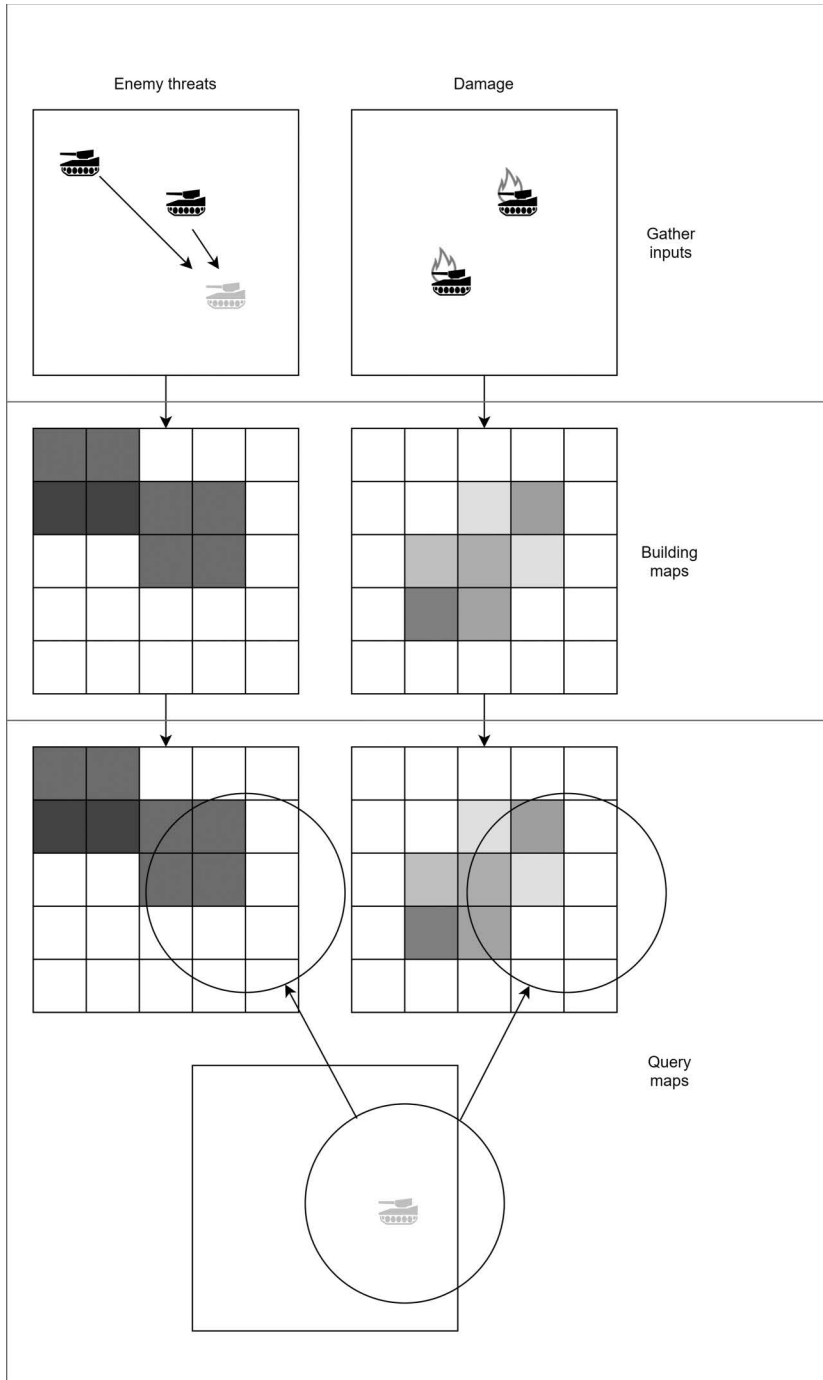 Enemy threats
Damage
Gather
inputs
Building
maps
Query
maps